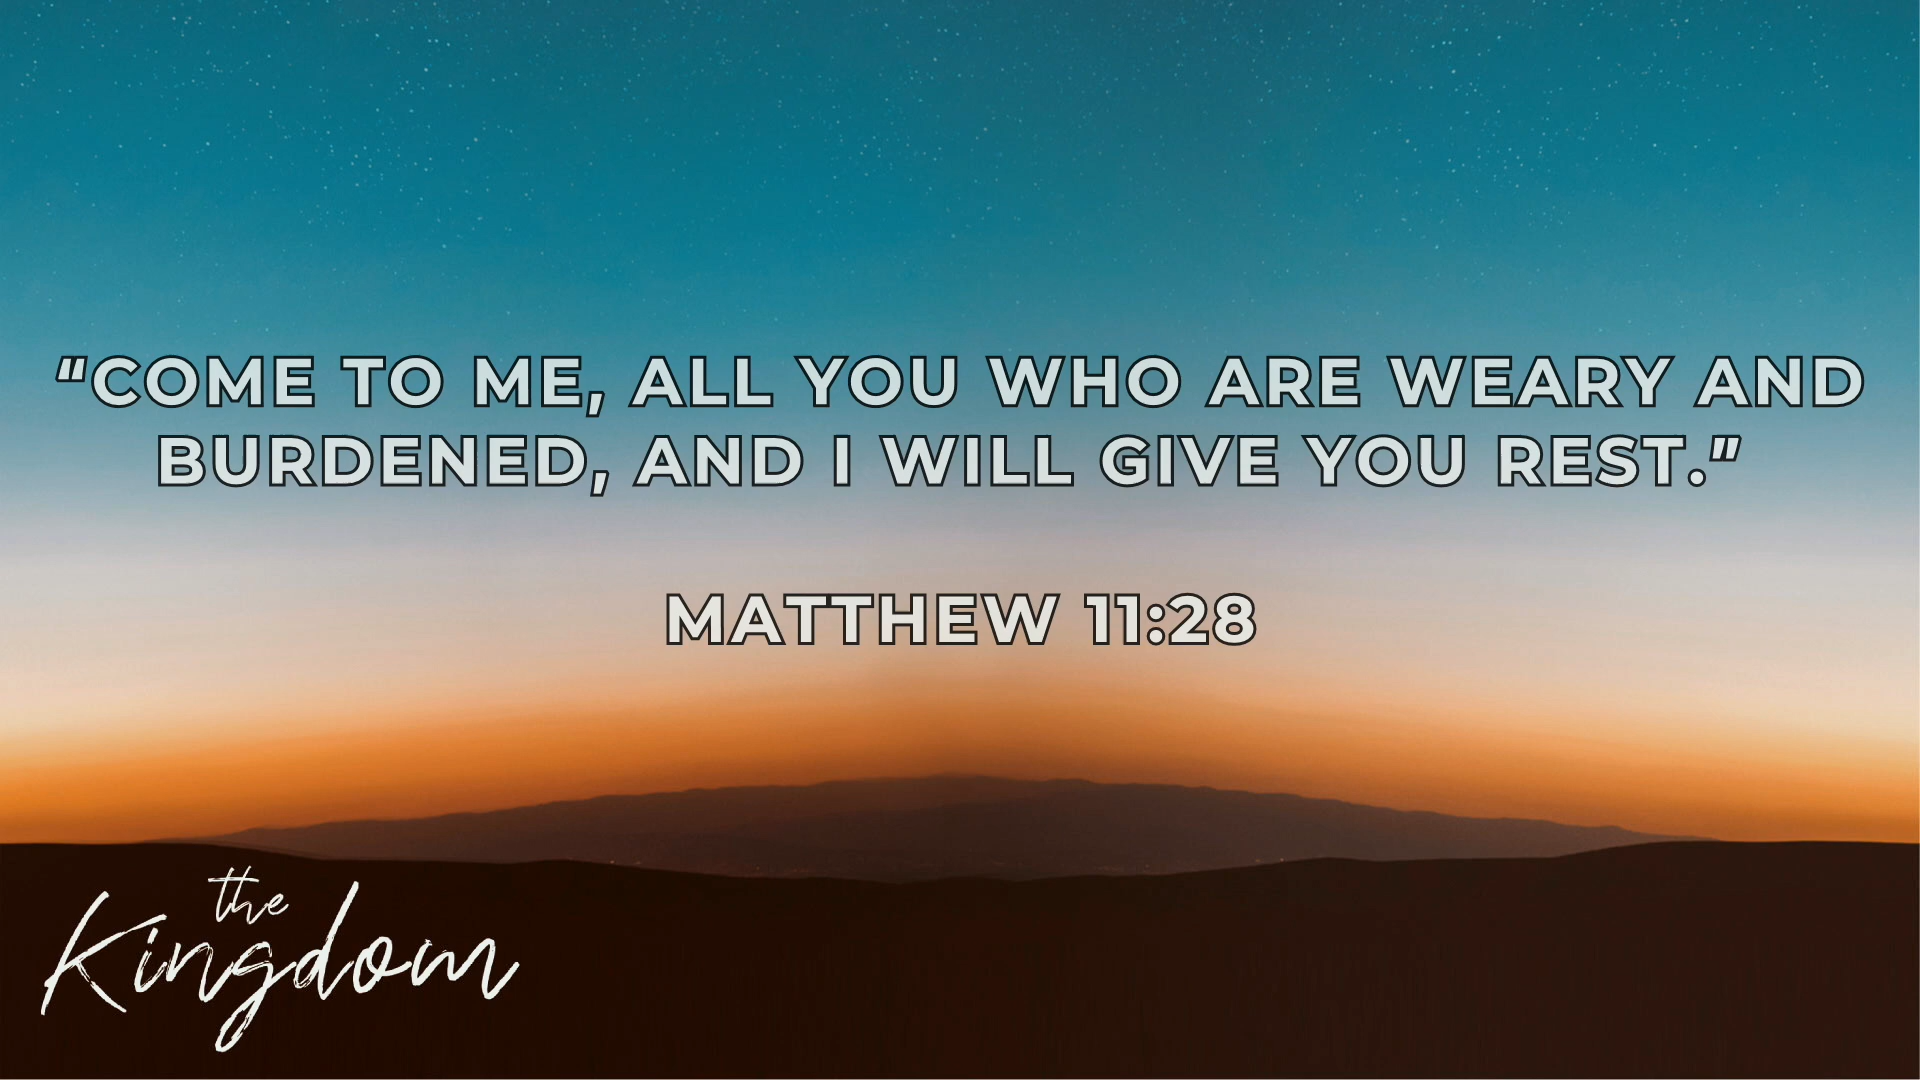 “COME TO ME, ALL YOU WHO ARE WEARY AND
BURDENED, AND I WILL GIVE YOU REST.”
MATTHEW 11:28
the
Kingdom